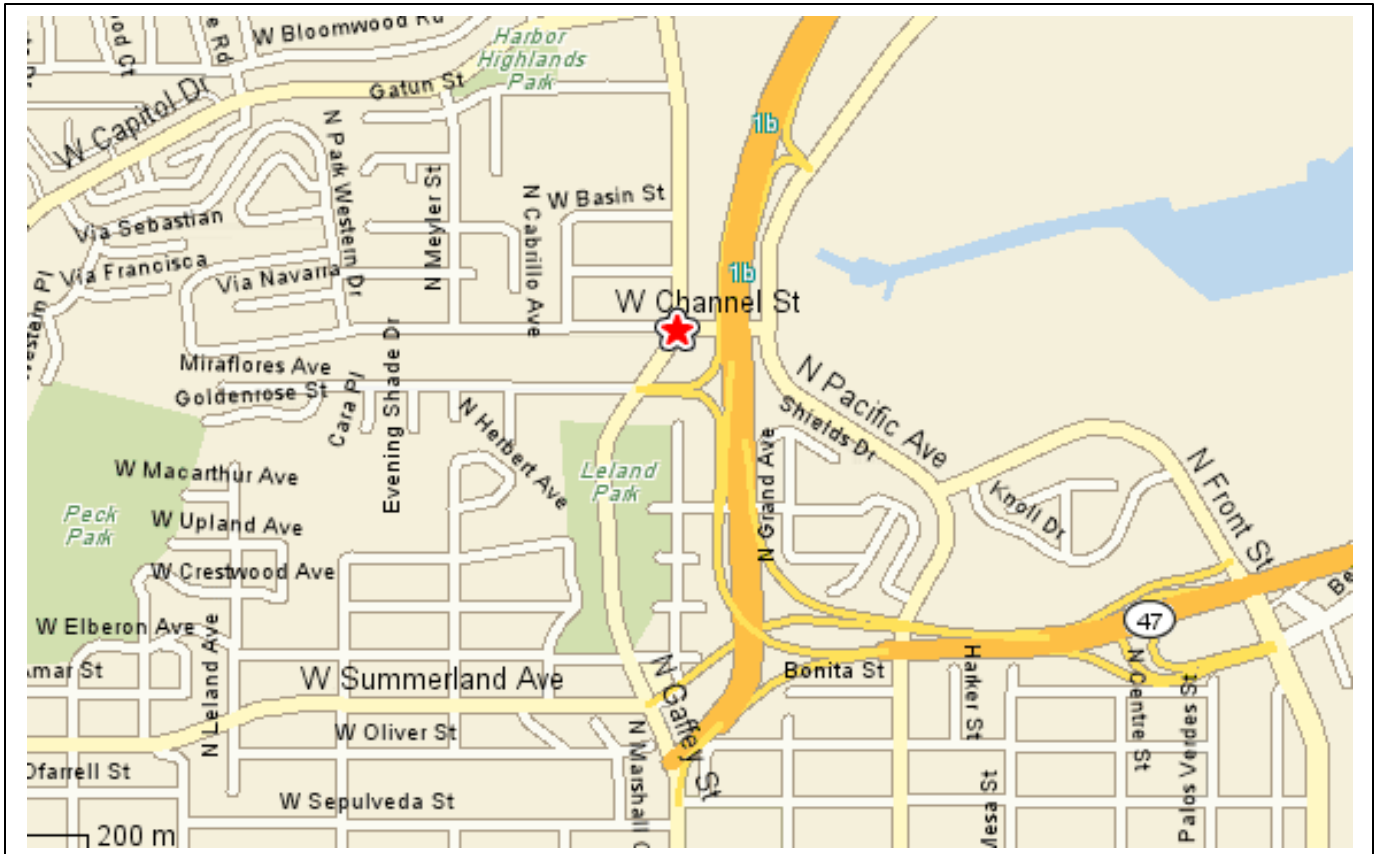 W Bloomwood Rd
Harbor
Highlands
Park
Gatun St
W Capitol Dr
N Park Western Dr
1b
N Meyler St
N Cabrillo Ave
W Basin St
Via Sebastian
Via Francisca
Via Navarra
1b
W Channel St
Miraflores Ave
Goldenrose St
Cara Pl
Evening Shade Dr
N Herbert Ave
N Pacific Ave
Shields Dr
W Macarthur Ave
Leland
Park
N Grand Ave
Knoll Dr
N Front St
Peck
Park
W Upland Ave
W Crestwood Ave
W Elberon Ave
47
N Leland Ave
W Summerland Ave
N Gaffey St
Bonita St
Harker St
N Centre St
Palos Verdes St
W Oliver St
N Marshall C
Ofarrell St
W Sepulveda St
Mesa St
200 m